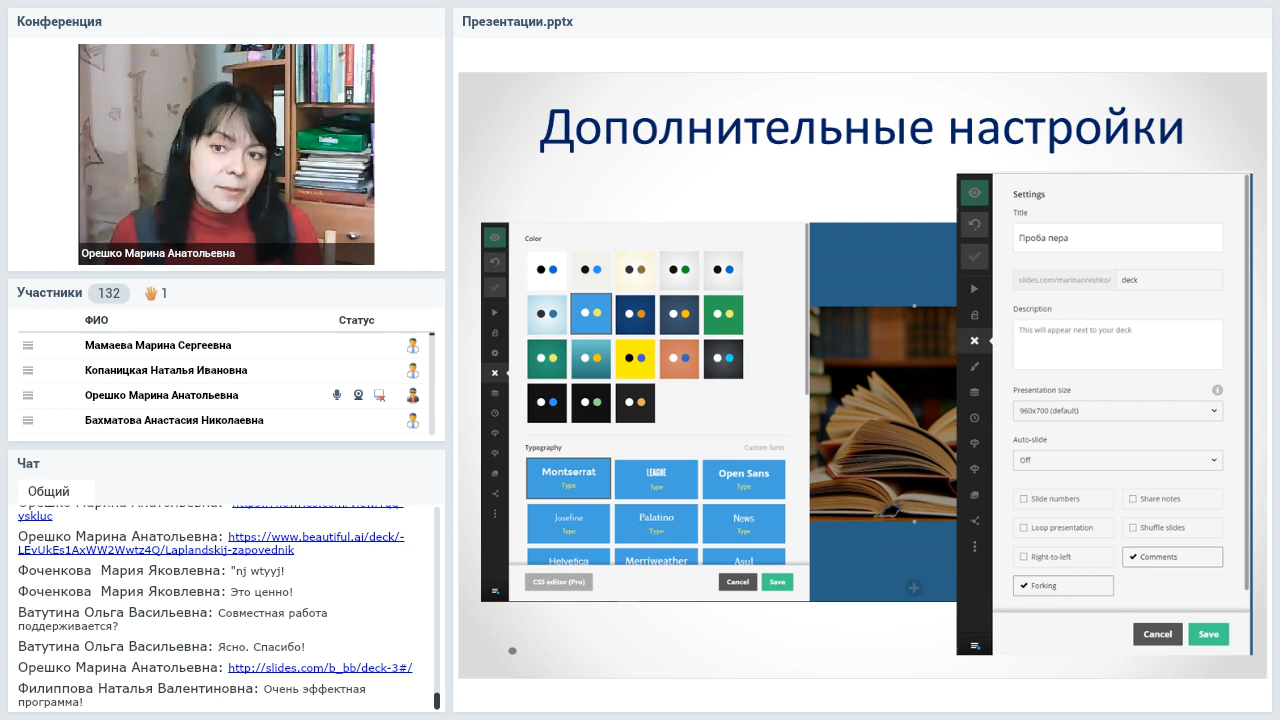 Конференция
Орешко Марина Анатольевна
Участники 132 1
ФИО Статус
Мамаева Марина Сергеевна
Копаницкая Наталья Ивановна
Орешко Марина Анатольевна
Бахматова Анастасия Николаевна
Чат
Общий
yskluc
Орешко Марина Анатольевна: https://www.beautiful.ai/deck/-
LEvUkEs1AxWW2Wwtz4Q/Laplandskij-zapovednik
Фоченкова Мария Яковлевна: "nj wtyyj!
Фоченкова Мария Яковлевна: Это ценно!
Ватутина Ольга Васильевна: Совместная работа
поддерживается?
Ватутина Ольга Васильевна: Ясно. Спасибо!
Орешко Марина Анатольевна: http://slides.com/b_bb/deck-3#/
Филиппова Наталья Валентиновна: Очень эффектная
программа!
Презентации.pptx
Дополнительные настройки
Color
Typography Custom fonts
Montserrat
Type
LEAGUE
Type
Open Sans
Type
Josefine
Type
Palatino
Type
News
Type
Helvetica
Merriweather
Asul
CSS editor (Pro) Cancel Save
Settings
Title
Проба пера
slides.com/marinaoreshko/ deck
Description
This will appear next to your deck
Presentation size
960x700 (default)
Auto-slide
Off
Slide numbers Share notes
Loop presentation Shuffle slides
Right-to-left Comments
Forking
Cancel Save